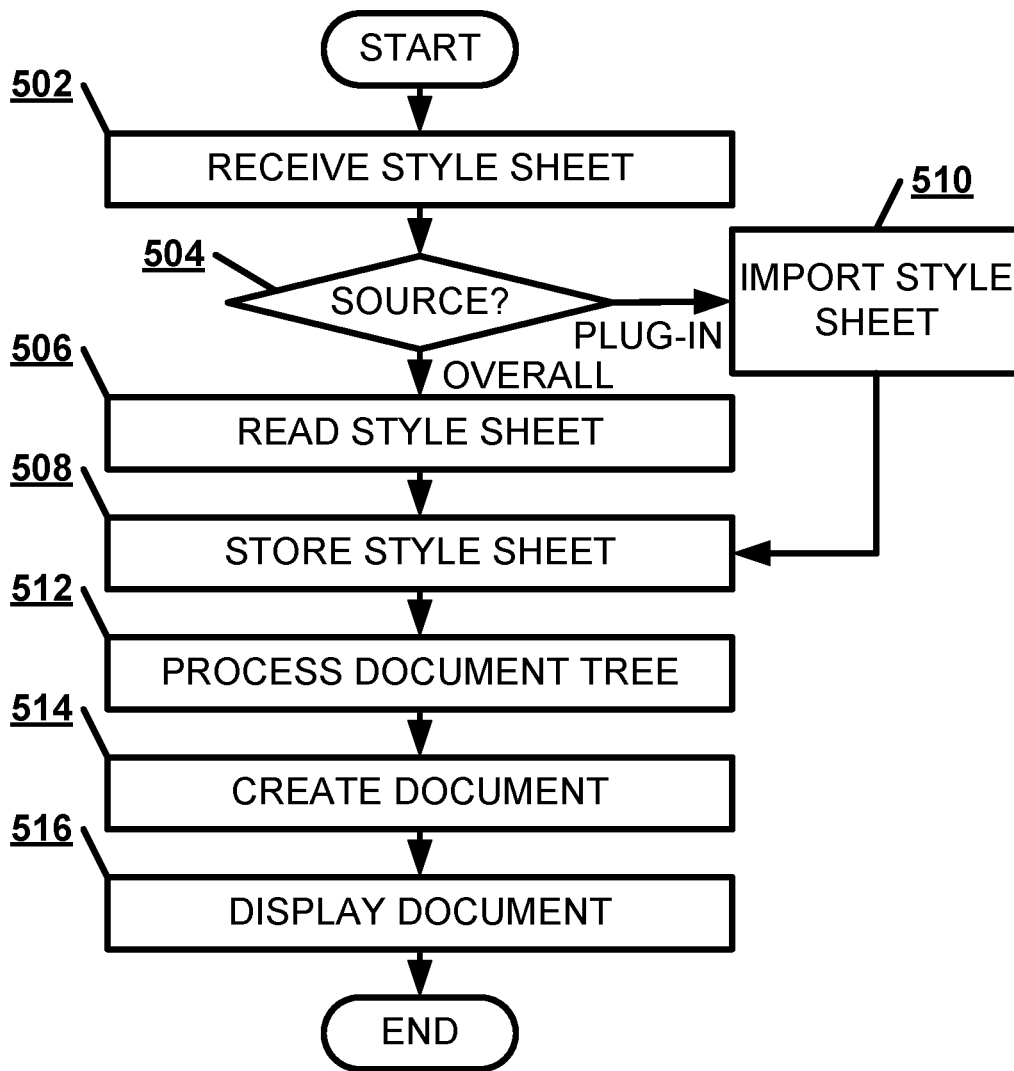 START
502
RECEIVE STYLE SHEET
510
504
SOURCE?
IMPORT STYLE
SHEET
PLUG-IN
506
OVERALL
READ STYLE SHEET
508
STORE STYLE SHEET
512
PROCESS DOCUMENT TREE
514
CREATE DOCUMENT
516
DISPLAY DOCUMENT
END